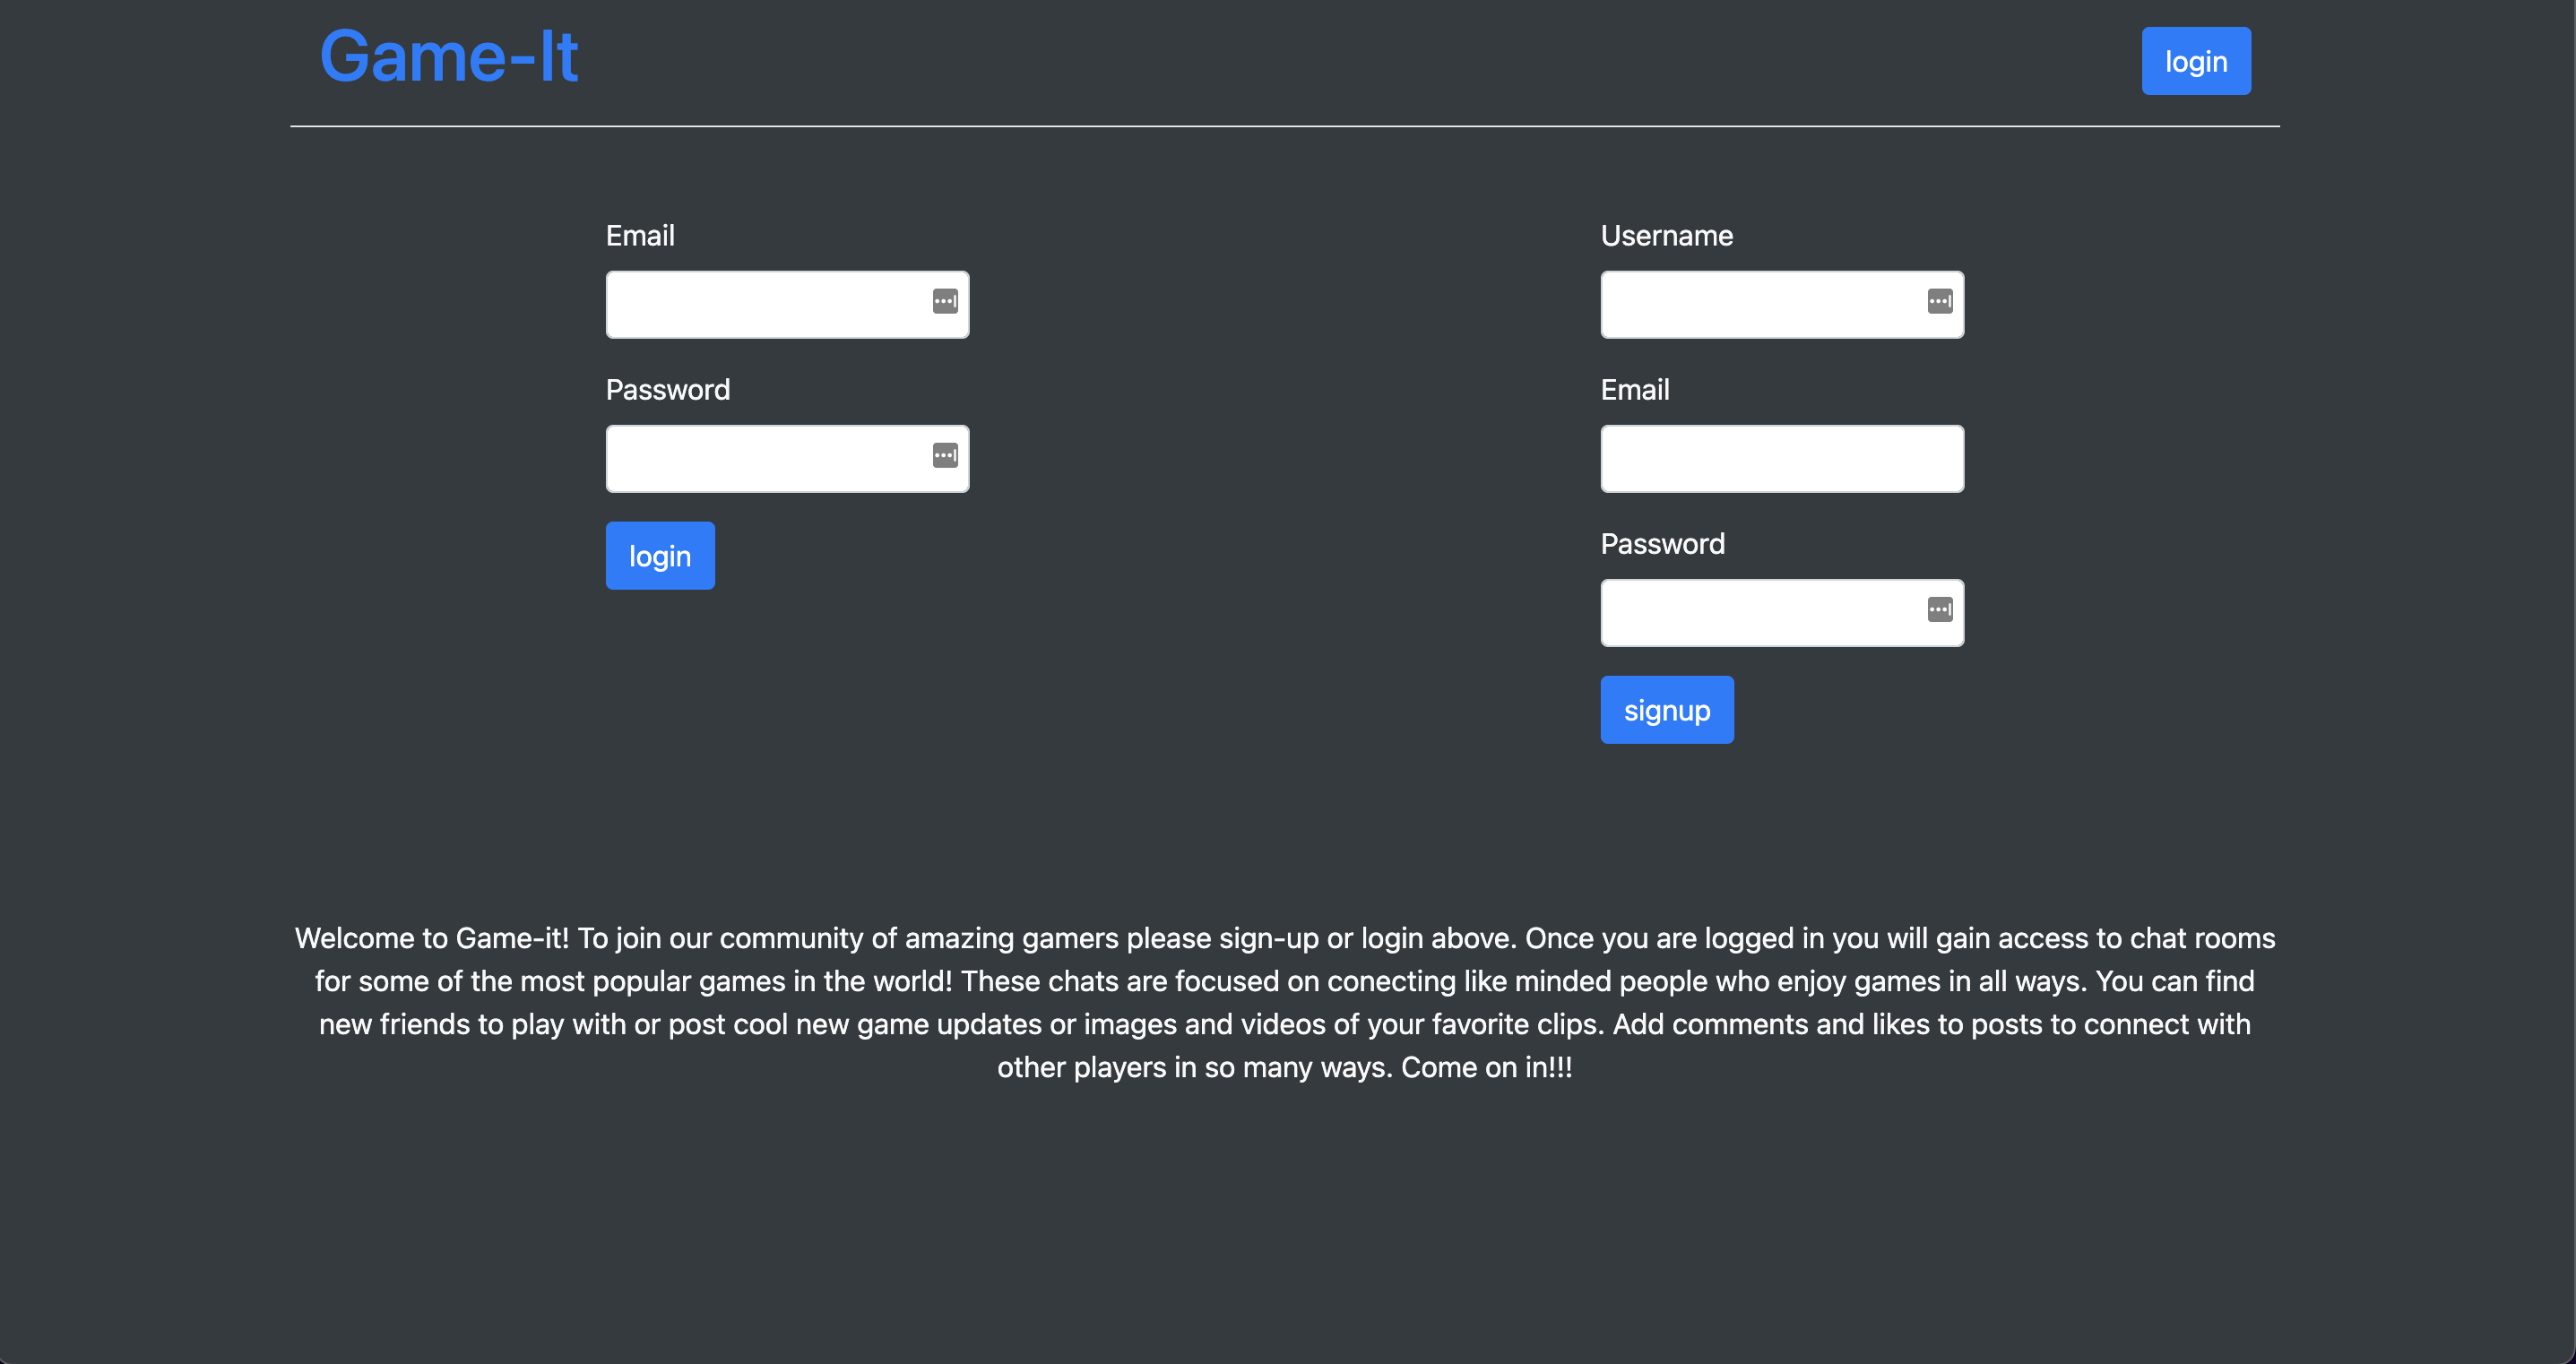 Game-It
login
Email
Password
login
Username
Email
Password
signup
Welcome to Game-it! To join our community of amazing gamers please sign-up or login above. Once you are logged in you will gain access to chat rooms
for some of the most popular games in the world! These chats are focused on conecting like minded people who enjoy games in all ways. You can find
new friends to play with or post cool new game updates or images and videos of your favorite clips. Add comments and likes to posts to connect with
other players in so many ways. Come on in!!!